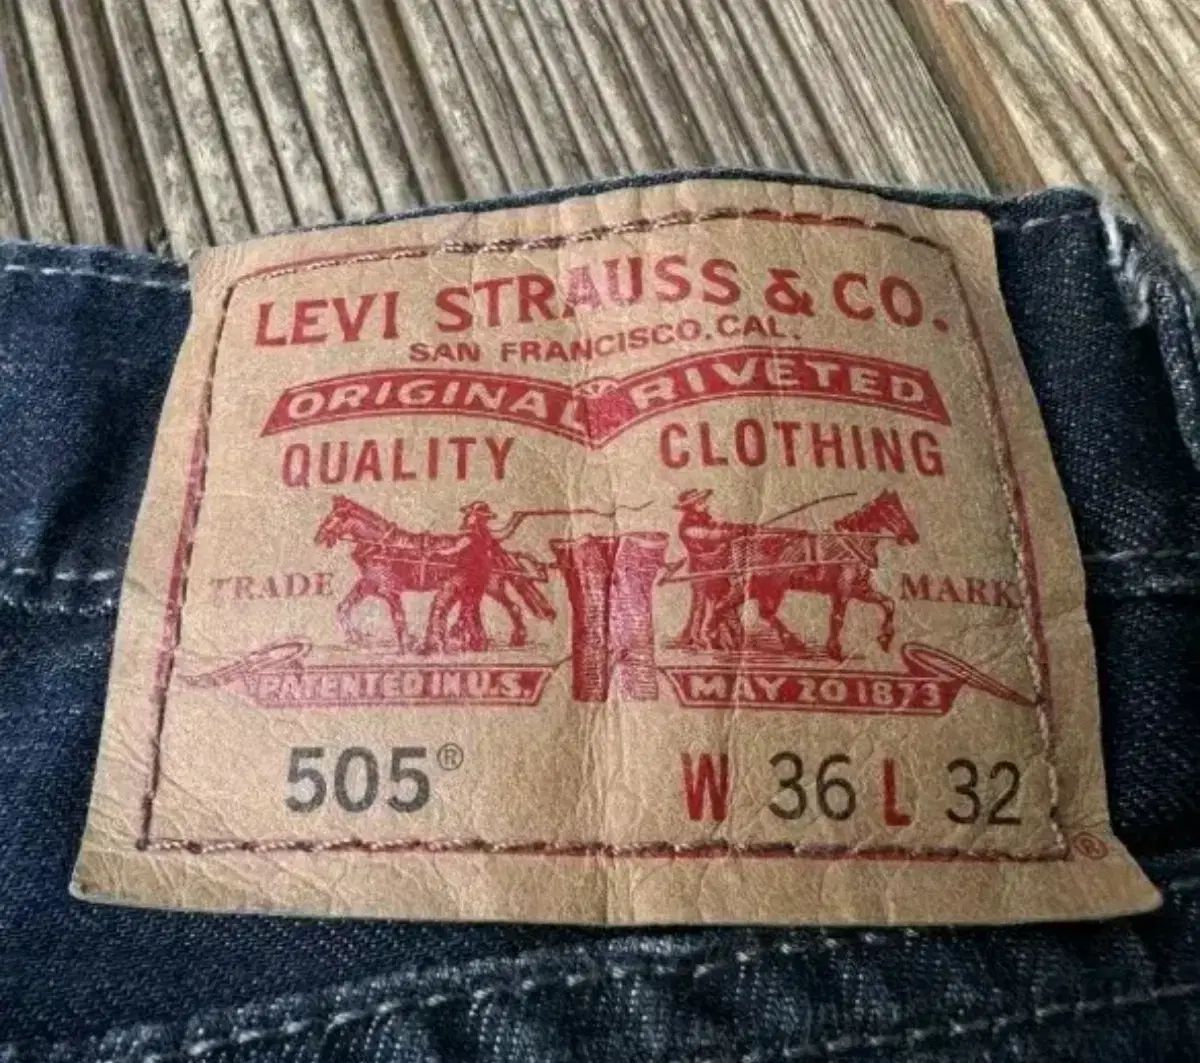 LEVI STRAUSS & CO.
SAN FRANCISCO, CAL.
ORIGINAL RIVETED
QUALITY CLOTHING
TRADE MARK
PATENTED IN U.S. MAY 20 1873
505® W 36 L 32
®